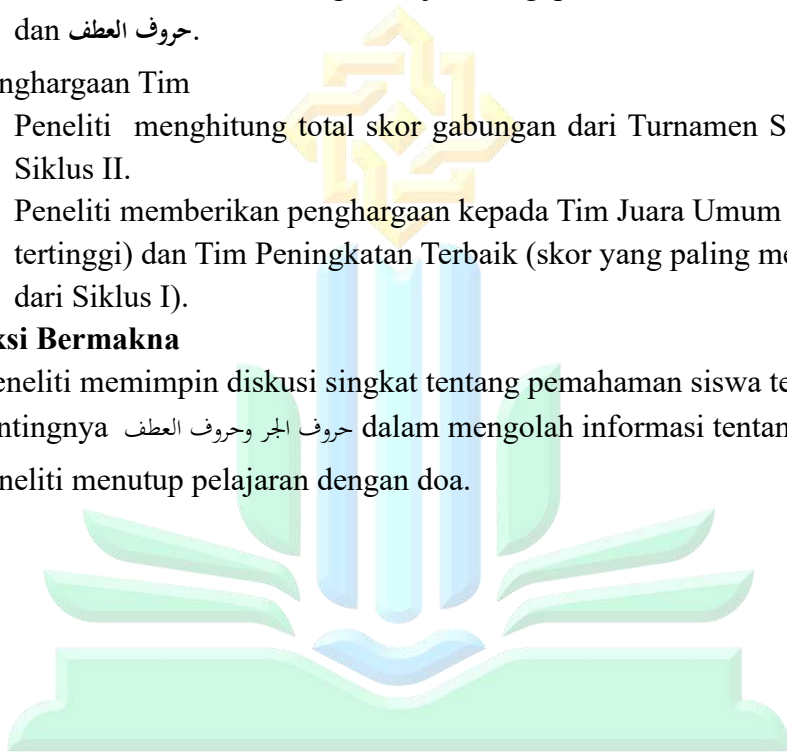 dan حروف العطف.
nghargaan Tim
Peneliti menghitung total skor gabungan dari Turnamen S
Siklus II.
Peneliti memberikan penghargaan kepada Tim Juara Umum
tertinggi) dan Tim Peningkatan Terbaik (skor yang paling me
dari Siklus I).
ksi Bermakna
eneliti memimpin diskusi singkat tentang pemahaman siswa te
ntingnya حروف الجر وحروف العطف dalam mengolah informasi tentan
neliti menutup pelajaran dengan doa.